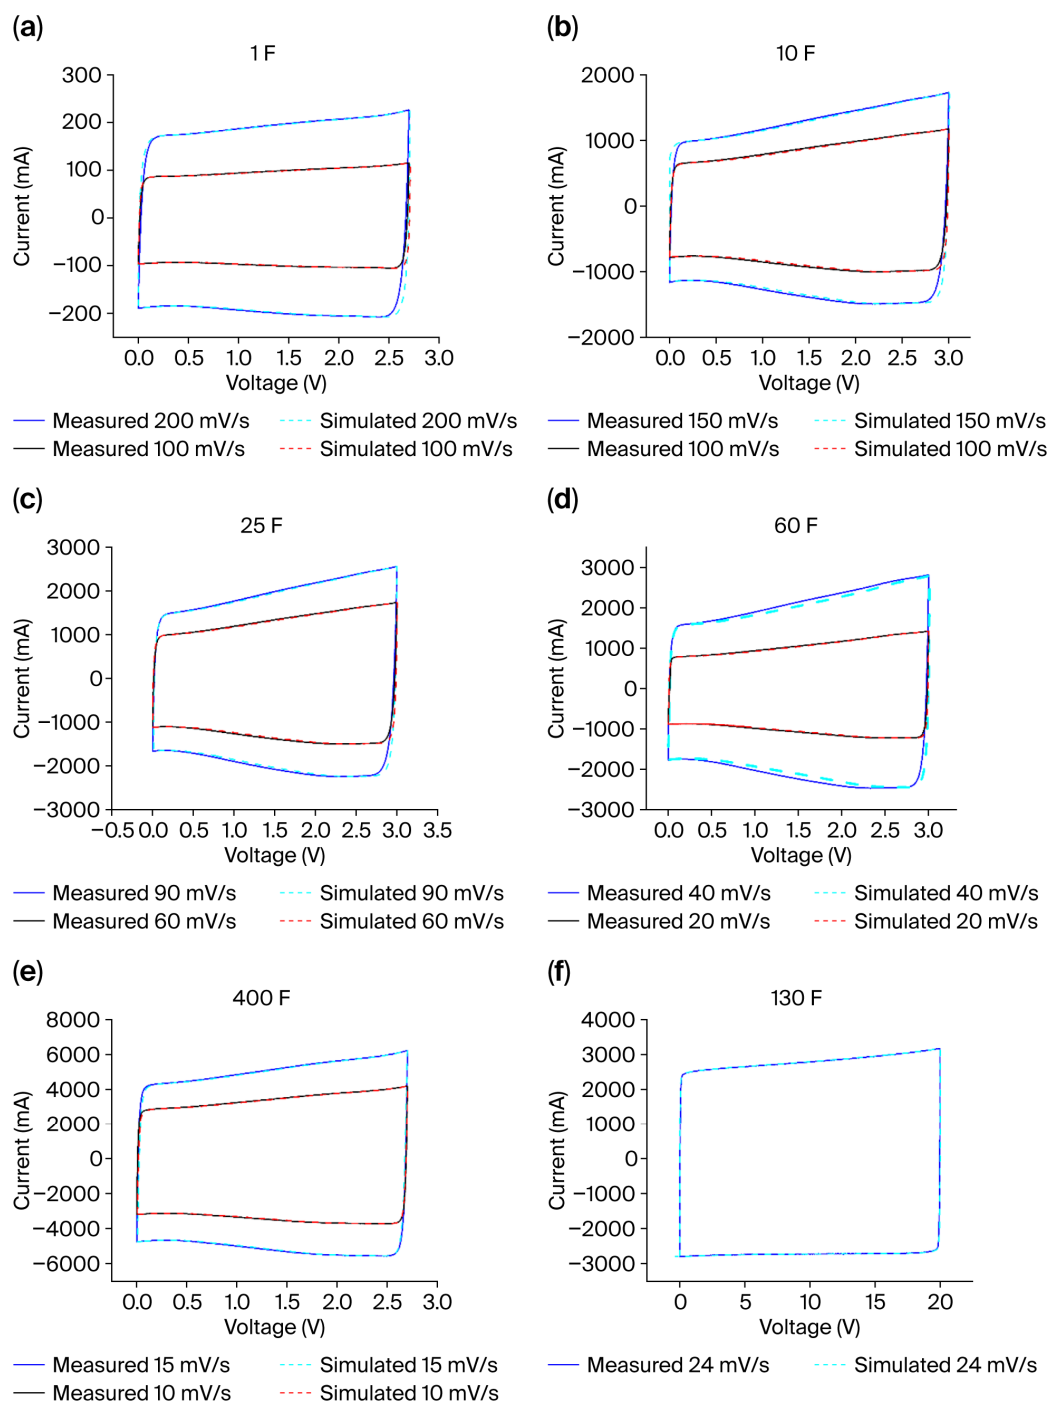 (a)
1 F
300
200
100
0
−100
−200
Current (mA)
0.0 0.5 1.0 1.5 2.0 2.5 3.0
Voltage (V)
Measured 200 mV/s Simulated 200 mV/s
Measured 100 mV/s Simulated 100 mV/s
(b)
10 F
2000
1000
0
−1000
−2000
Current (mA)
0.0 0.5 1.0 1.5 2.0 2.5 3.0
Voltage (V)
Measured 150 mV/s Simulated 150 mV/s
Measured 100 mV/s Simulated 100 mV/s
(c)
25 F
3000
2000
1000
0
−1000
−2000
−3000
Current (mA)
−0.5 0.0 0.5 1.0 1.5 2.0 2.5 3.0 3.5
Voltage (V)
Measured 90 mV/s Simulated 90 mV/s
Measured 60 mV/s Simulated 60 mV/s
(d)
60 F
3000
2000
1000
0
−1000
−2000
−3000
Current (mA)
0.0 0.5 1.0 1.5 2.0 2.5 3.0
Voltage (V)
Measured 40 mV/s Simulated 40 mV/s
Measured 20 mV/s Simulated 20 mV/s
(e)
400 F
8000
6000
4000
2000
0
−2000
−4000
−6000
Current (mA)
0.0 0.5 1.0 1.5 2.0 2.5 3.0
Voltage (V)
Measured 15 mV/s Simulated 15 mV/s
Measured 10 mV/s Simulated 10 mV/s
(f)
130 F
4000
3000
2000
1000
0
−1000
−2000
−3000
Current (mA)
0 5 10 15 20
Voltage (V)
Measured 24 mV/s Simulated 24 mV/s